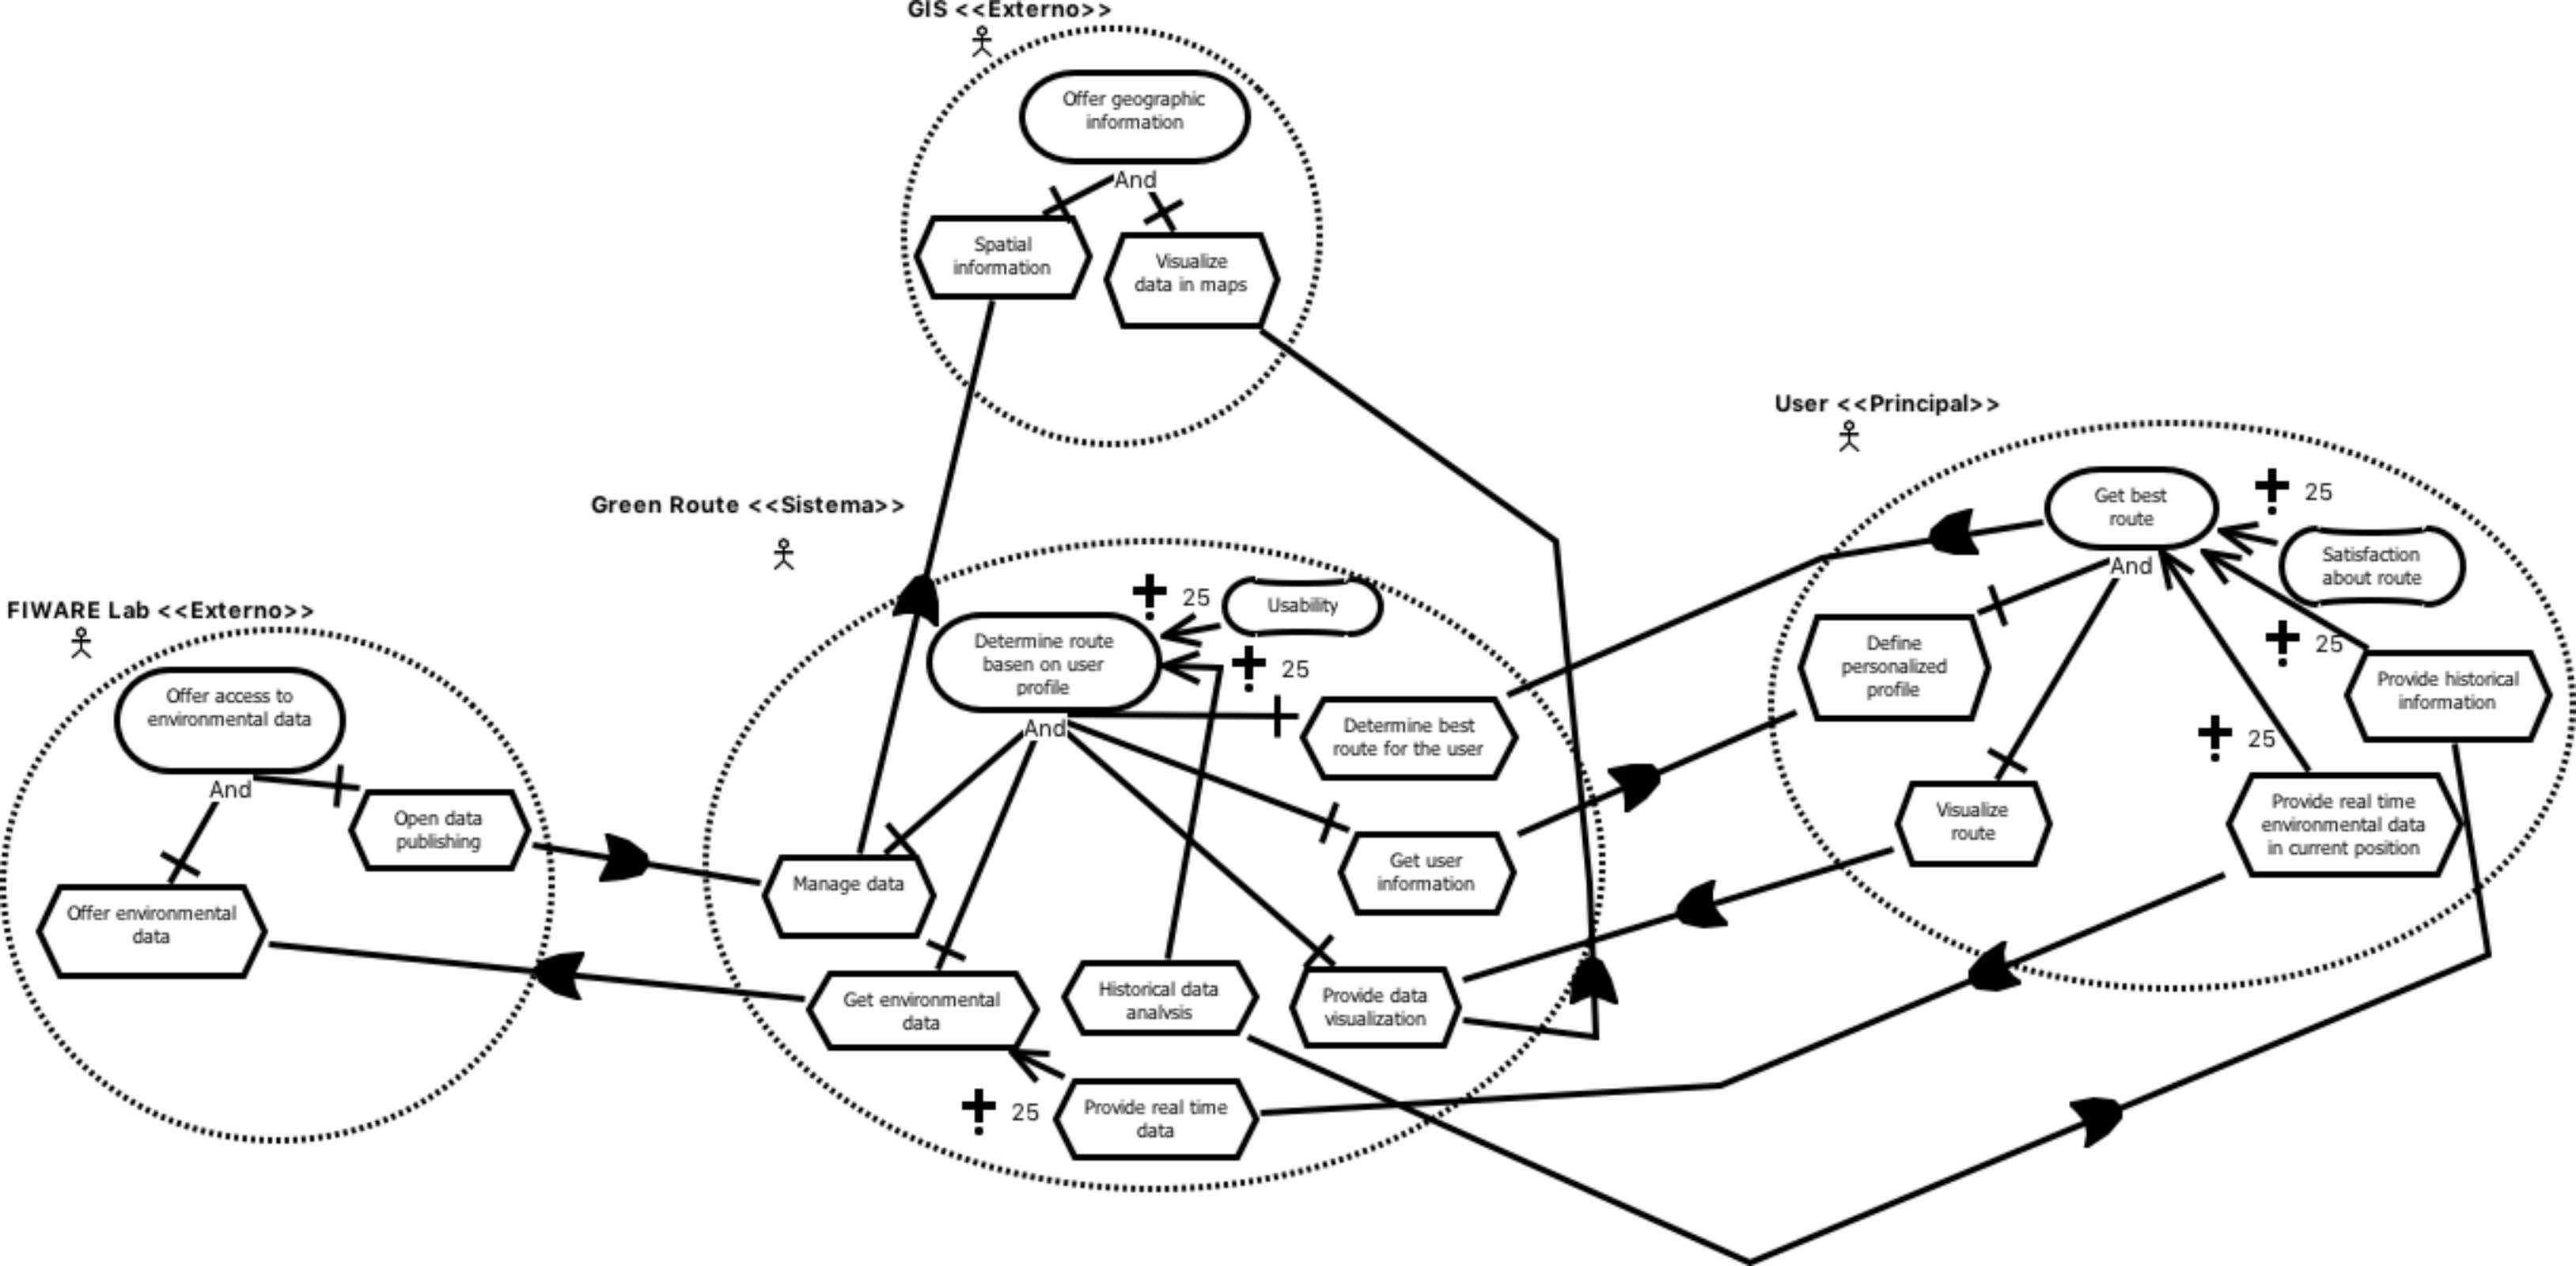 GIS <<Externo>>
Offer geographic
information
And
Spatial
information
Visualize
data in maps
User <<Principal>>
Get best
route
25
Satisfaction
about route
And
Define
personalized
profile
25
Provide historical
information
25
Visualize
route
Provide real time
environmental data
in current position
Green Route <<Sistema>>
25
Usability
Determine route
basen on user
profile
25
And
Determine best
route for the user
Manage data
Get user
information
Get environmental
data
Historical data
analysis
Provide data
visualization
25
Provide real time
data
FIWARE Lab <<Externo>>
Offer access to
environmental data
And
Open data
publishing
Offer environmental
data